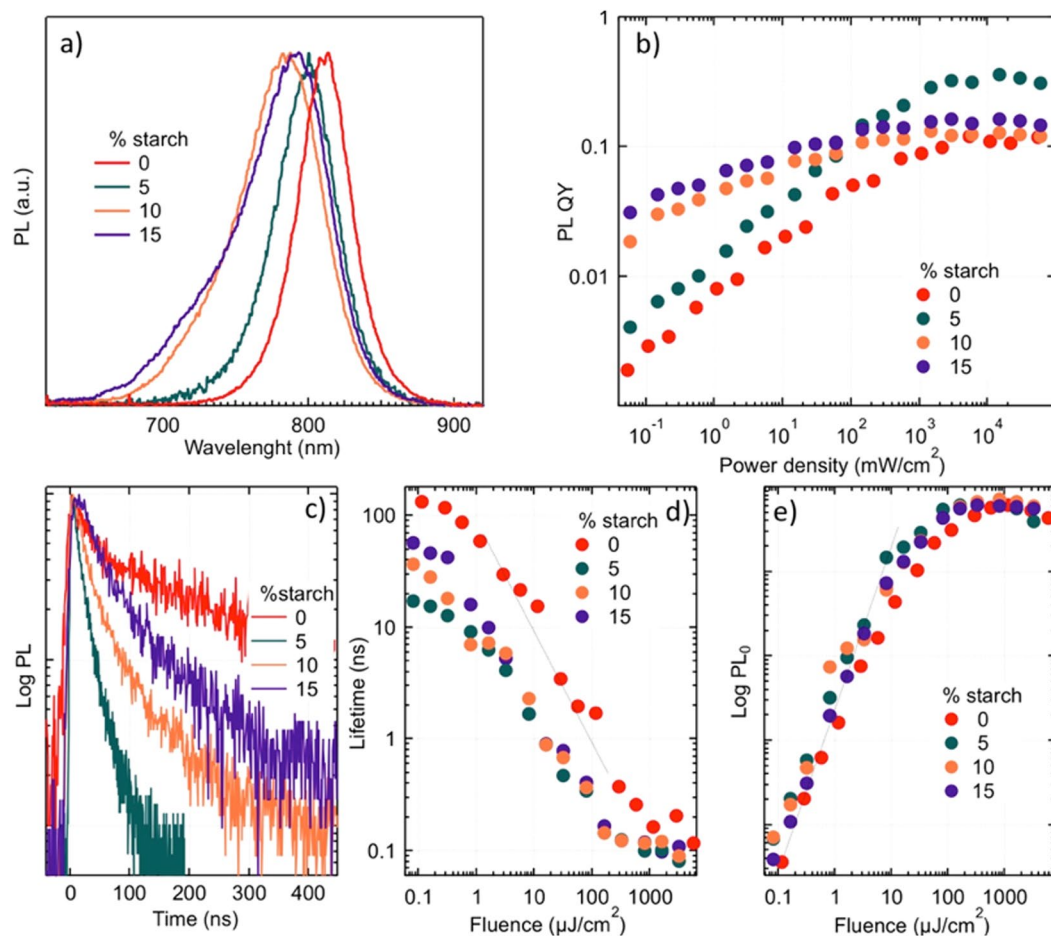 a)
% starch
0
5
10
15
PL (a.u.)
700
800
900
Wavelenght (nm)
b)
1
0.1
0.01
PL QY
% starch
0
5
10
15
10⁻¹
10⁰
10¹
10²
10³
10⁴
Power density (mW/cm²)
c)
%starch
0
5
10
15
Log PL
0
100
200
300
400
Time (ns)
d)
100
10
1
0.1
Lifetime (ns)
% starch
0
5
10
15
0.1
1
10
100
1000
Fluence (µJ/cm²)
e)
Log PL₀
% starch
0
5
10
15
0.1
1
10
100
1000
Fluence (µJ/cm²)